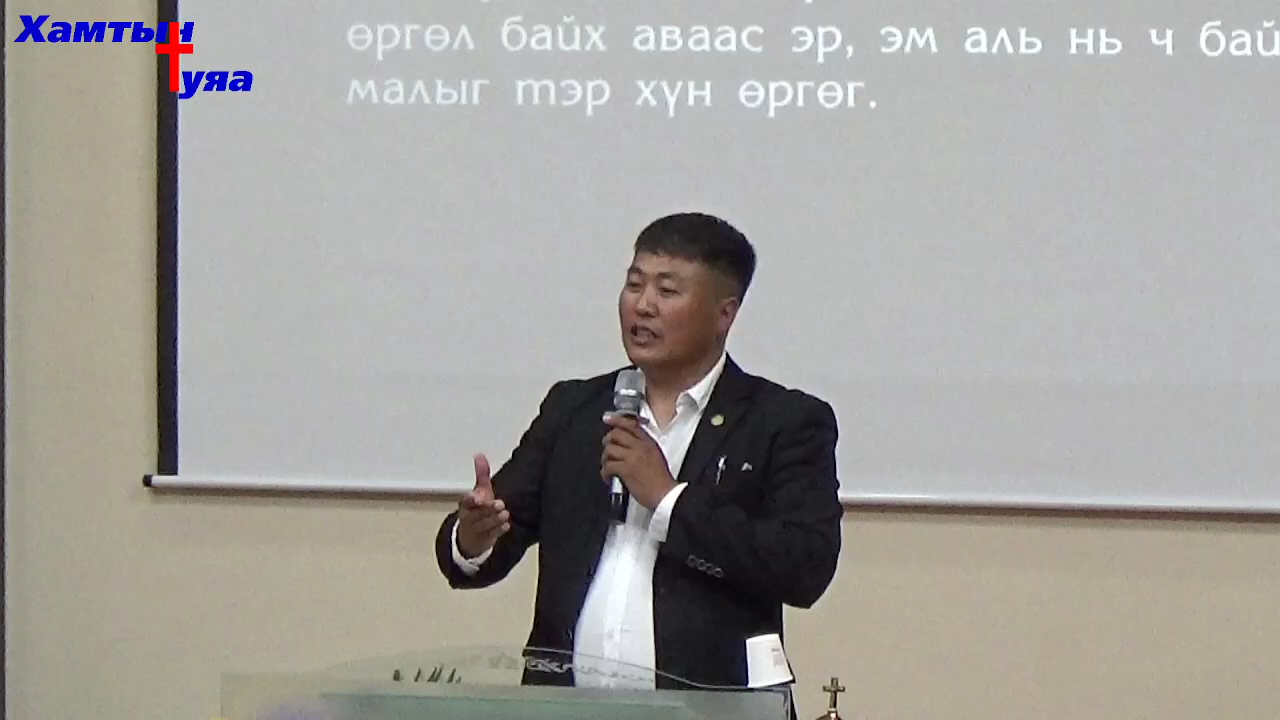 Хамтын
туяа
өргөл байх аваас эр, эм аль нь ч бай
малыг тэр хүн өргөг.